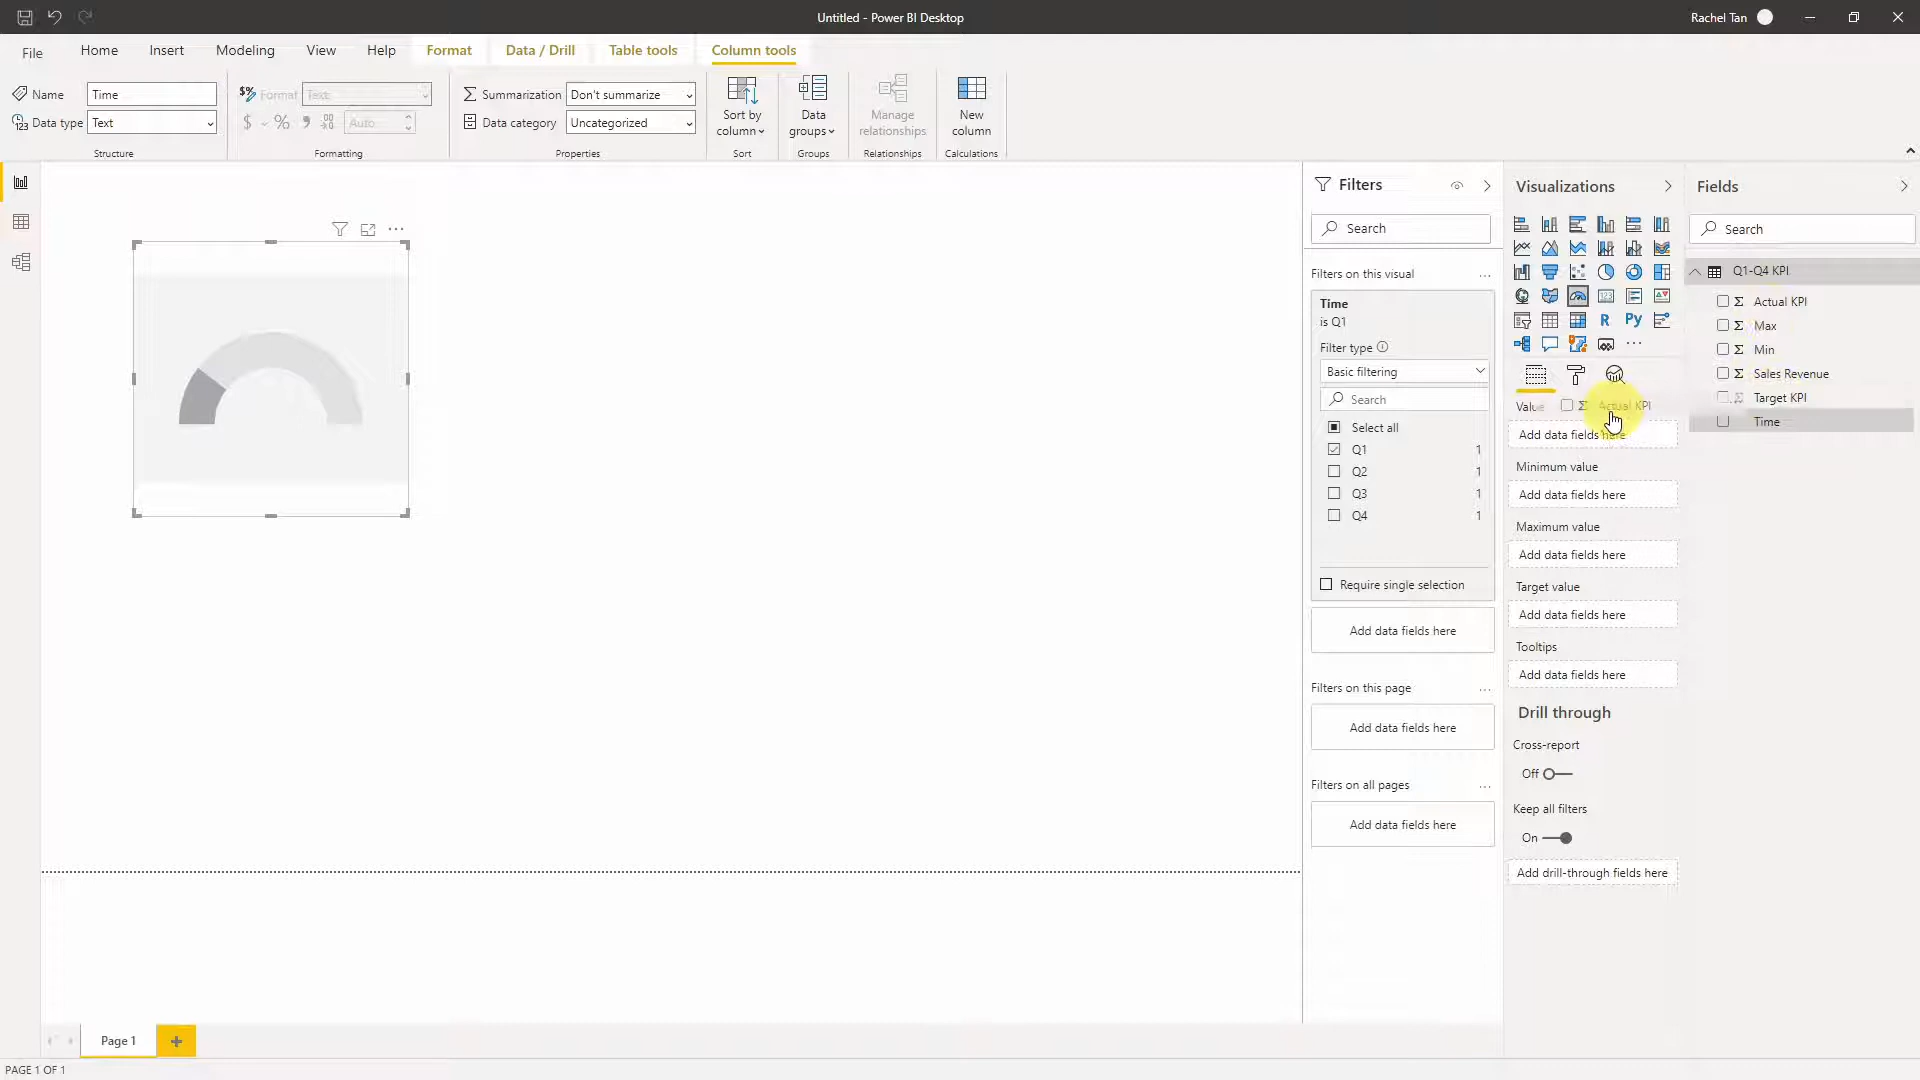 Untitled - Power BI Desktop
Rachel Tan
File
Home
Insert
Modeling
View
Help
Format
Data / Drill
Table tools
Column tools
Name
Time
Data type
Text
Structure
Format
Text
$ % 9
Auto
Formatting
Summarization
Don't summarize
Data category
Uncategorized
Properties
Sort by
column
Sort
Data
groups
Groups
Manage
relationships
Relationships
New
column
Calculations
Filters
Search
Filters on this visual
...
Time
is Q1
Filter type
Basic filtering
Search
Select all
Q1 1
Q2 1
Q3 1
Q4 1
Require single selection
Add data fields here
Filters on this page
...
Add data fields here
Filters on all pages
...
Add data fields here
Visualizations
R
Py
123
...
Value
Σ Actual KPI
Add data fields here
Minimum value
Add data fields here
Maximum value
Add data fields here
Target value
Add data fields here
Tooltips
Add data fields here
Drill through
Cross-report
Off
Keep all filters
On
Add drill-through fields here
Fields
Search
Q1-Q4 KPI
Σ Actual KPI
Σ Max
Σ Min
Σ Sales Revenue
Σ Target KPI
Time
Page 1
+
PAGE 1 OF 1